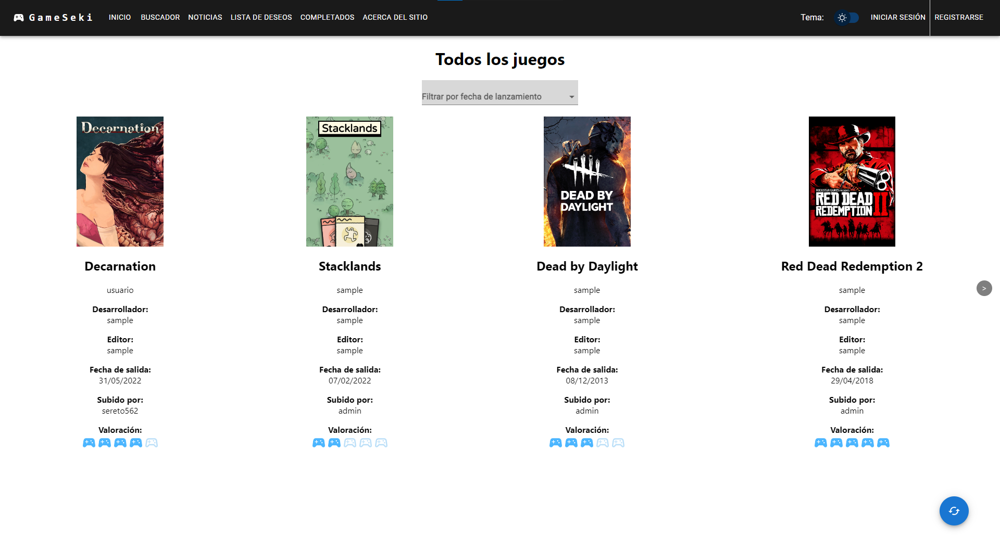 GameSeki INICIO BUSCADOR NOTICIAS LISTA DE DESEOS COMPLETADOS ACERCA DEL SITIO Tema: INICIAR SESIÓN REGISTRARSE
Todos los juegos
Filtrar por fecha de lanzamiento
Decarnation
Stacklands
DEAD BY
DAYLIGHT
ROCKSTAR GAMES PRESENTS
RED DEAD
REDEMPTION II
Decarnation Stacklands Dead by Daylight Red Dead Redemption 2
usuario sample sample sample
>
Desarrollador: Desarrollador: Desarrollador: Desarrollador:
sample sample sample sample
Editor: Editor: Editor: Editor:
sample sample sample sample
Fecha de salida: Fecha de salida: Fecha de salida: Fecha de salida:
31/05/2022 07/02/2022 08/12/2013 29/04/2018
Subido por: Subido por: Subido por: Subido por:
sereto562 admin admin admin
Valoración: Valoración: Valoración: Valoración: